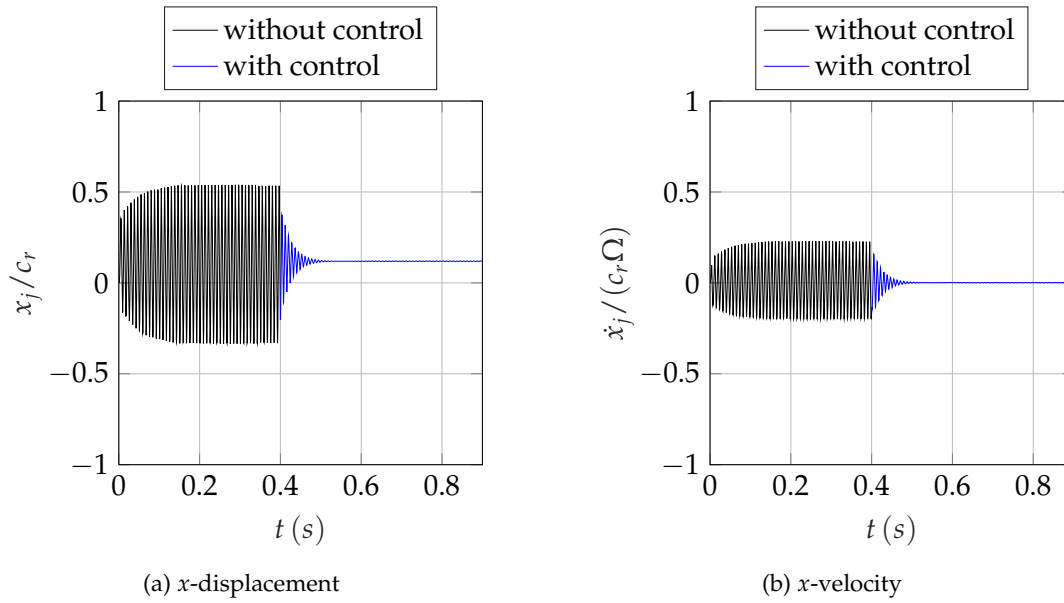 without control
with control
1
0.5
0
−0.5
−1
x_j/c_r
0
0.2
0.4
0.6
0.8
t (s)
(a) x-displacement
without control
with control
1
0.5
0
−0.5
−1
ẋ_j/(c_rΩ)
0
0.2
0.4
0.6
0.8
t (s)
(b) x-velocity